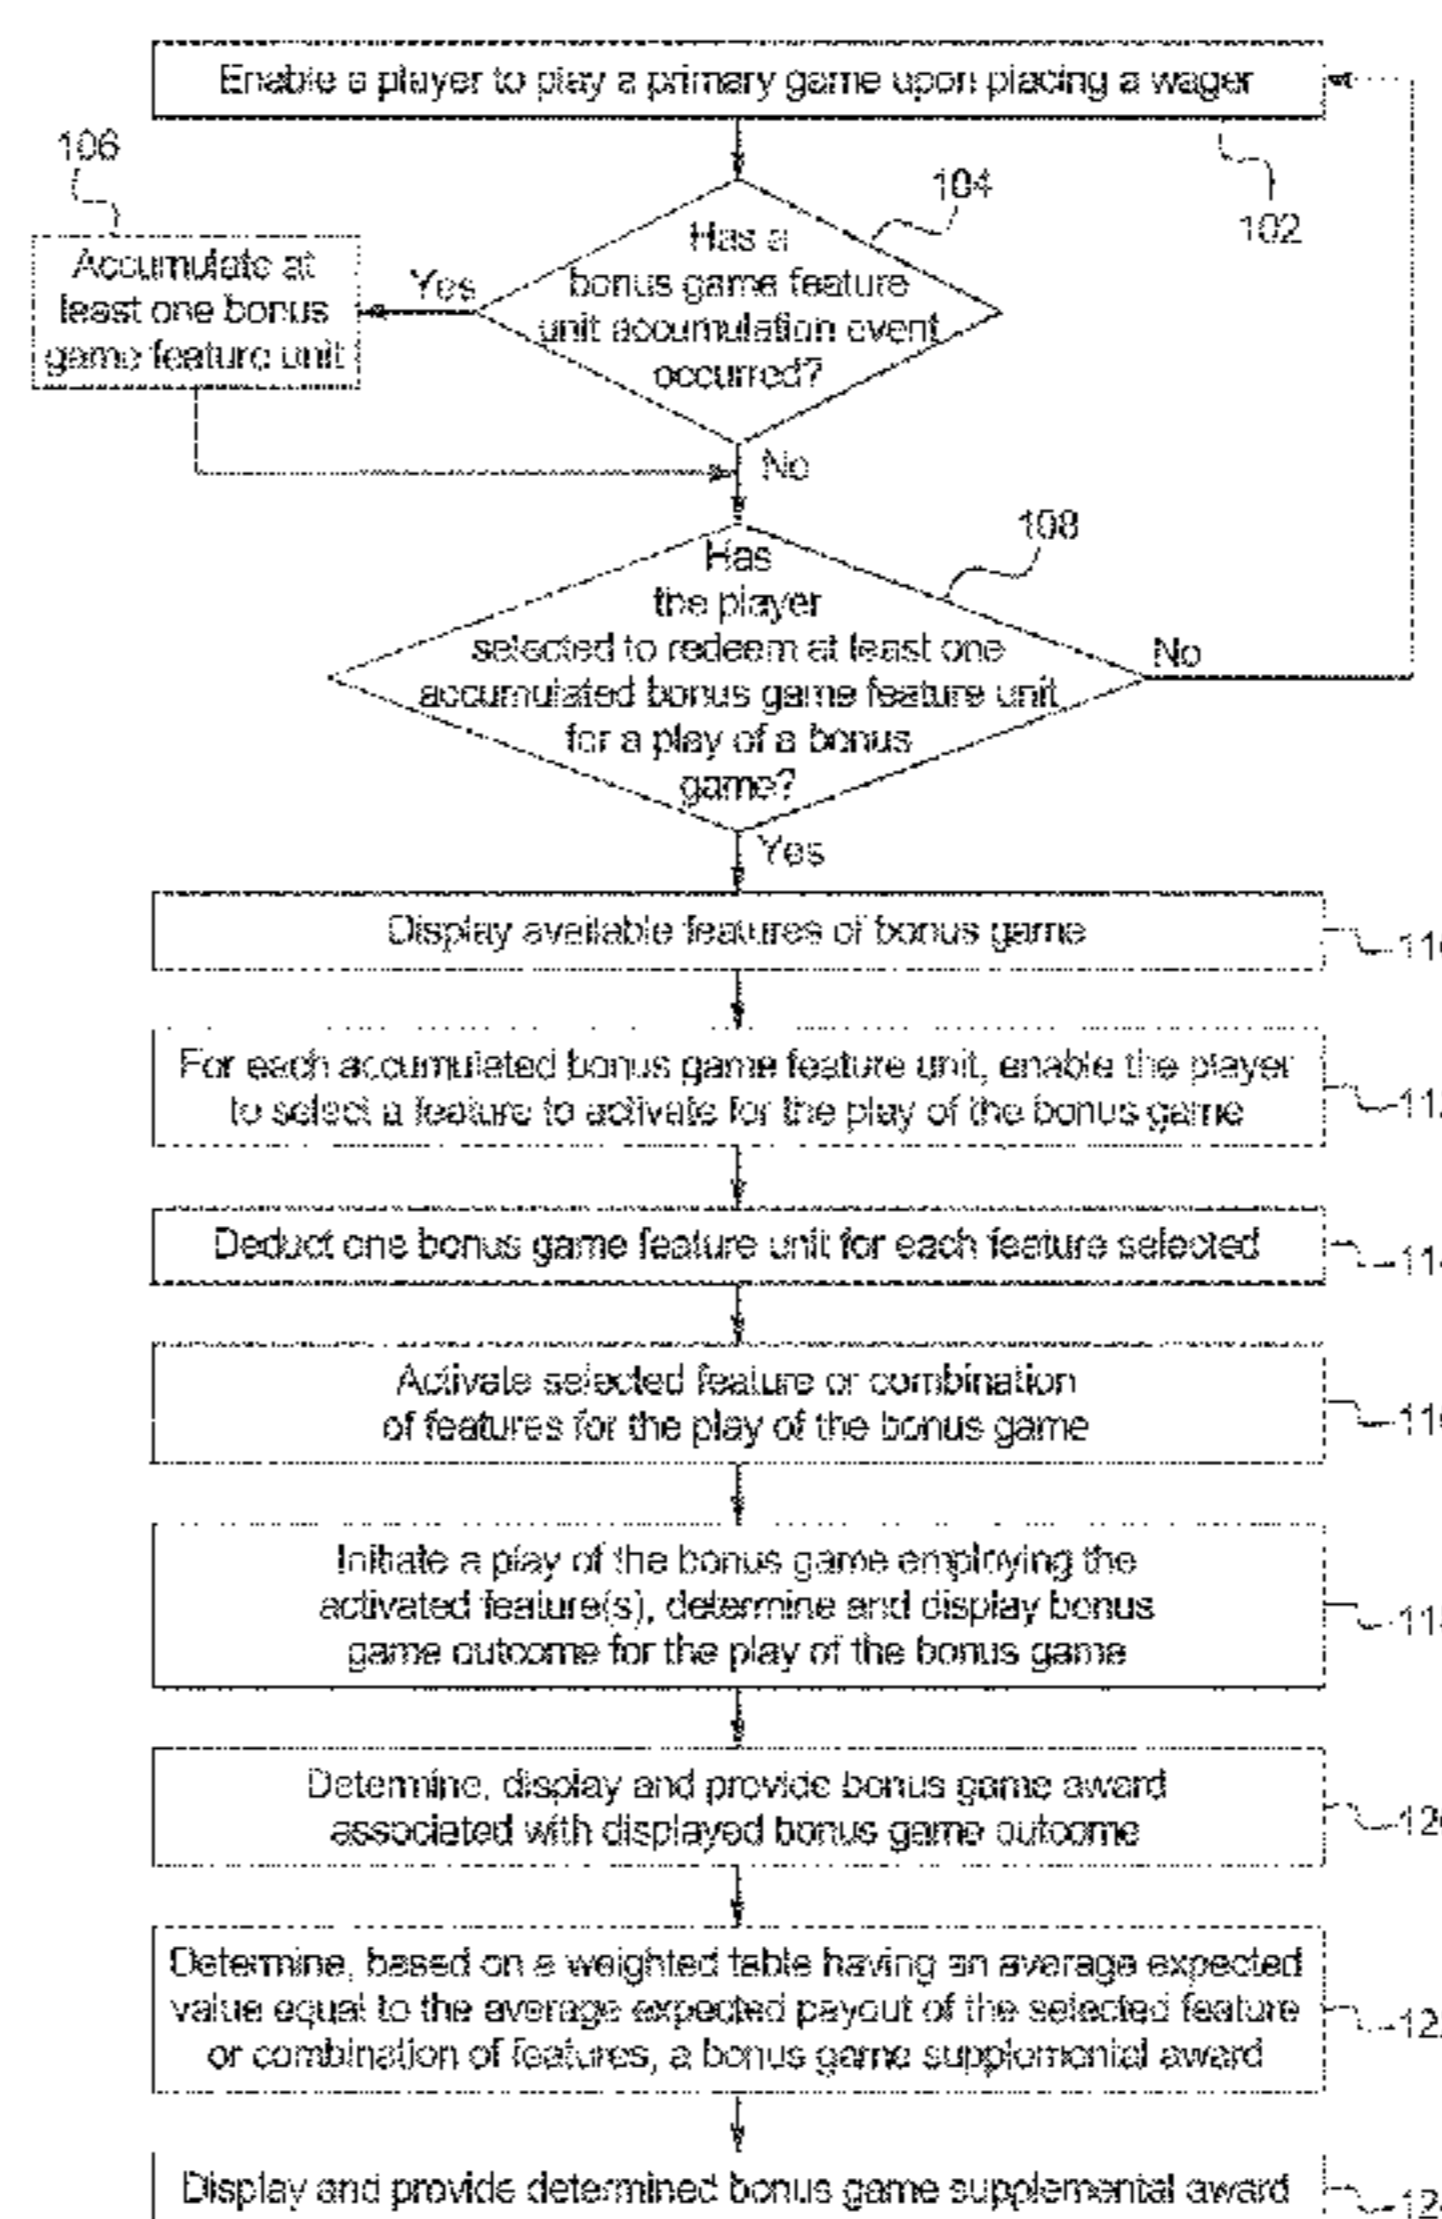 Enable a player to play a primary game upon placing a wager
102
106
104
Has a
bonus game feature
unit accumulation event
occurred?
Yes
Accumulate at
least one bonus
game feature unit
No
108
Has
the player
selected to redeem at least one
accumulated bonus game feature unit
for a play of a bonus
game?
No
Yes
Display available features of bonus game
For each accumulated bonus game feature unit, enable the player
to select a feature to activate for the play of the bonus game
Deduct one bonus game feature unit for each feature selected
Activate selected feature or combination
of features for the play of the bonus game
Initiate a play of the bonus game employing the
activated feature(s), determine and display bonus
game outcome for the play of the bonus game
Determine, display and provide bonus game award
associated with displayed bonus game outcome
Determine, based on a weighted table having an average expected
value equal to the average expected payout of the selected feature
or combination of features, a bonus game supplemental award
Display and provide determined bonus game supplemental award